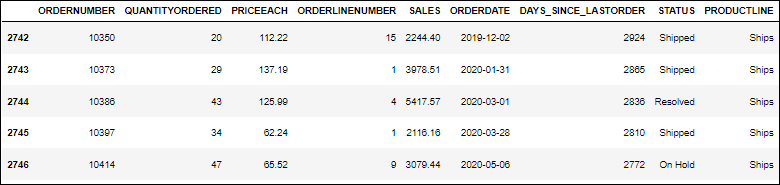 ORDERNUMBER QUANTITYORDERED PRICEEACH ORDERLINENUMBER SALES ORDERDATE DAYS_SINCE_LASTORDER STATUS PRODUCTLINE
2742 10350 20 112.22 15 2244.40 2019-12-02 2924 Shipped Ships
2743 10373 29 137.19 1 3978.51 2020-01-31 2865 Shipped Ships
2744 10386 43 125.99 4 5417.57 2020-03-01 2836 Resolved Ships
2745 10397 34 62.24 1 2116.16 2020-03-28 2810 Shipped Ships
2746 10414 47 65.52 9 3079.44 2020-05-06 2772 On Hold Ships